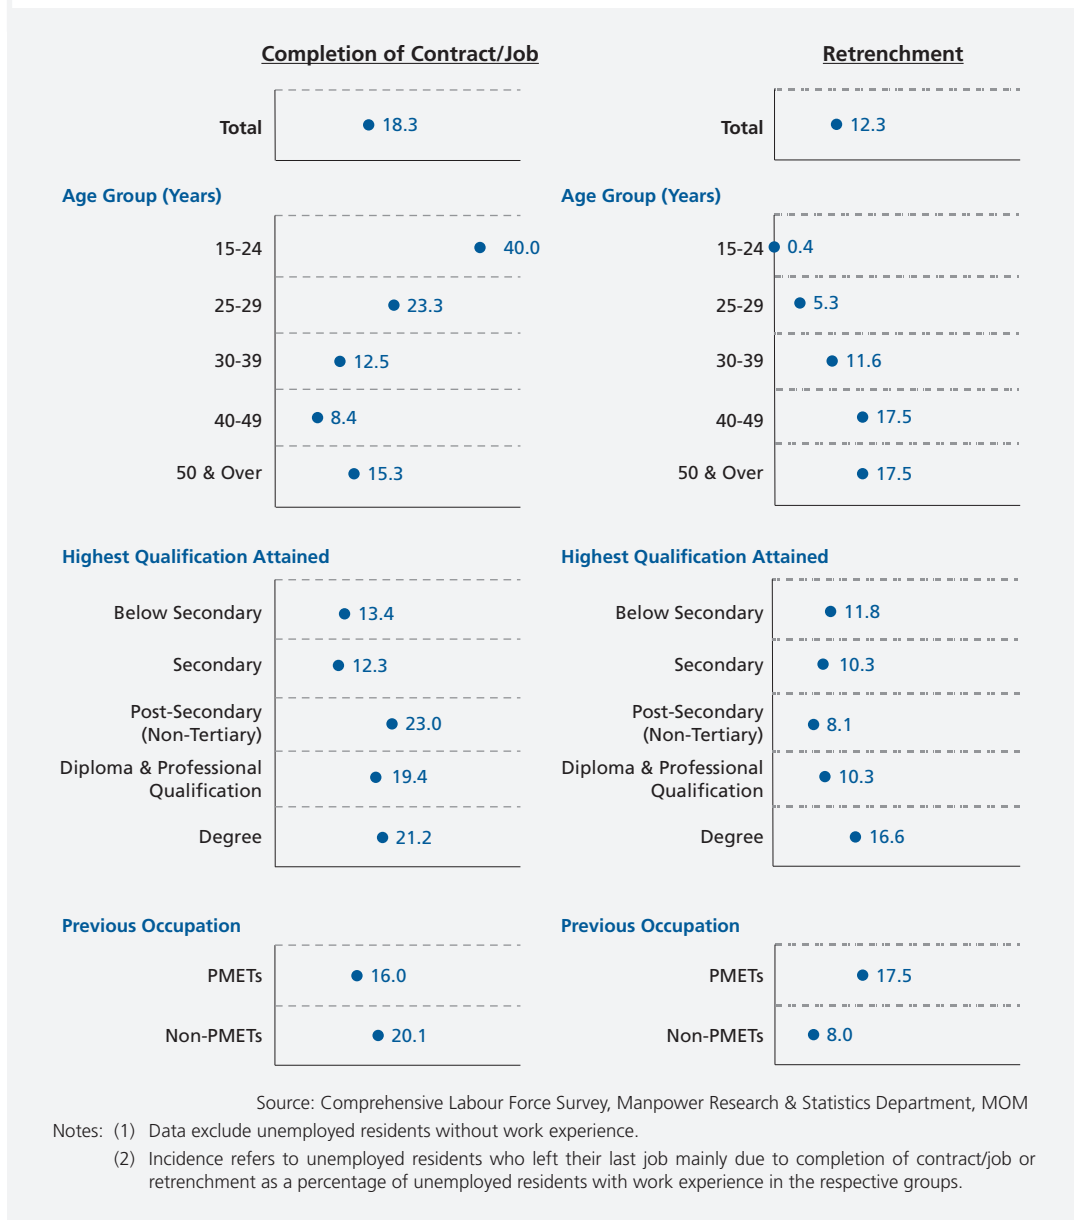 Completion of Contract/Job
Total 18.3
Age Group (Years)
15-24 40.0
25-29 23.3
30-39 12.5
40-49 8.4
50 & Over 15.3
Highest Qualification Attained
Below Secondary 13.4
Secondary 12.3
Post-Secondary
(Non-Tertiary) 23.0
Diploma & Professional
Qualification 19.4
Degree 21.2
Previous Occupation
PMETs 16.0
Non-PMETs 20.1
Retrenchment
Total 12.3
Age Group (Years)
15-24 0.4
25-29 5.3
30-39 11.6
40-49 17.5
50 & Over 17.5
Highest Qualification Attained
Below Secondary 11.8
Secondary 10.3
Post-Secondary
(Non-Tertiary) 8.1
Diploma & Professional
Qualification 10.3
Degree 16.6
Previous Occupation
PMETs 17.5
Non-PMETs 8.0
Source: Comprehensive Labour Force Survey, Manpower Research & Statistics Department, MOM
Notes: (1) Data exclude unemployed residents without work experience.
(2) Incidence refers to unemployed residents who left their last job mainly due to completion of contract/job or
retrenchment as a percentage of unemployed residents with work experience in the respective groups.